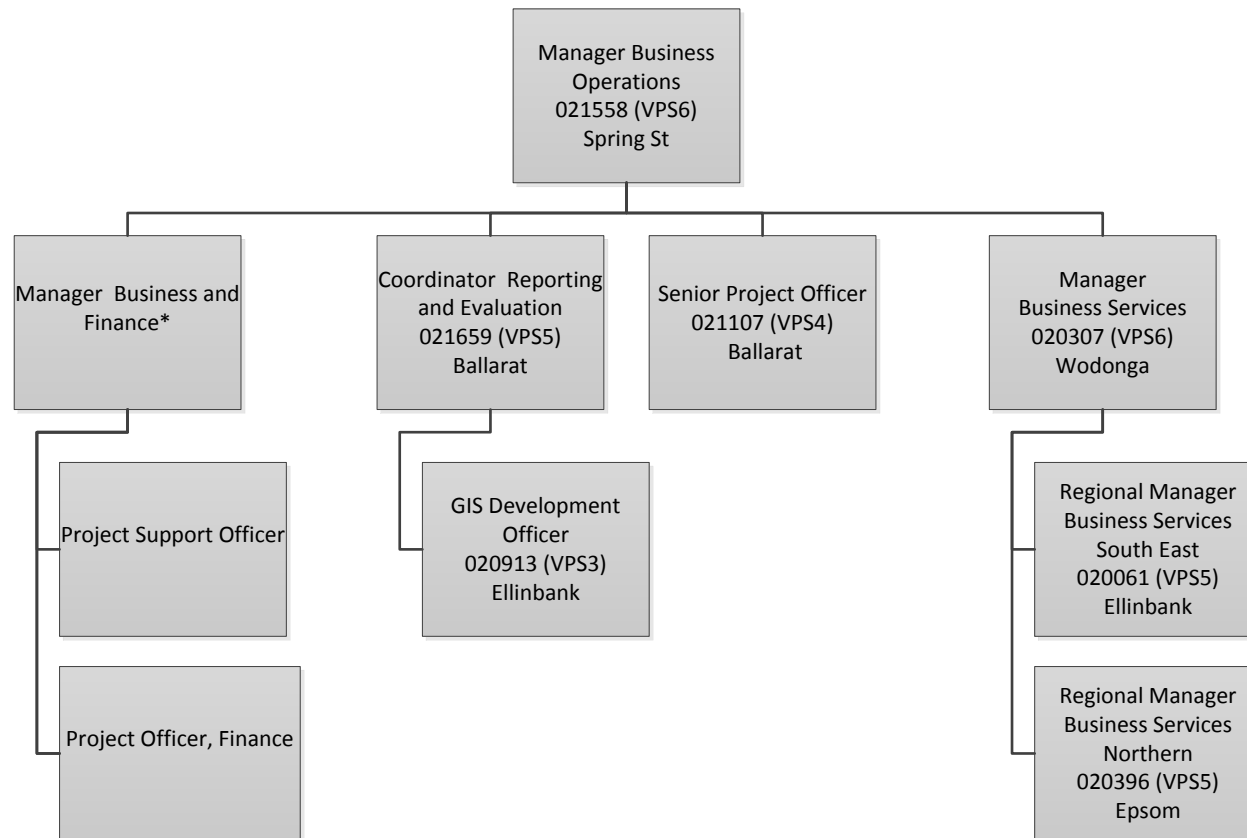 Manager Business
Operations
021558 (VPS6)
Spring St
Manager  Business and
Finance*
Coordinator  Reporting
and Evaluation
021659 (VPS5)
Ballarat
Senior Project Officer
021107 (VPS4)
Ballarat
Manager
Business Services
020307 (VPS6)
Wodonga
Project Support Officer
GIS Development
Officer
020913 (VPS3)
Ellinbank
Regional Manager
Business Services
South East
020061 (VPS5)
Ellinbank
Project Officer, Finance
Regional Manager
Business Services
Northern
020396 (VPS5)
Epsom